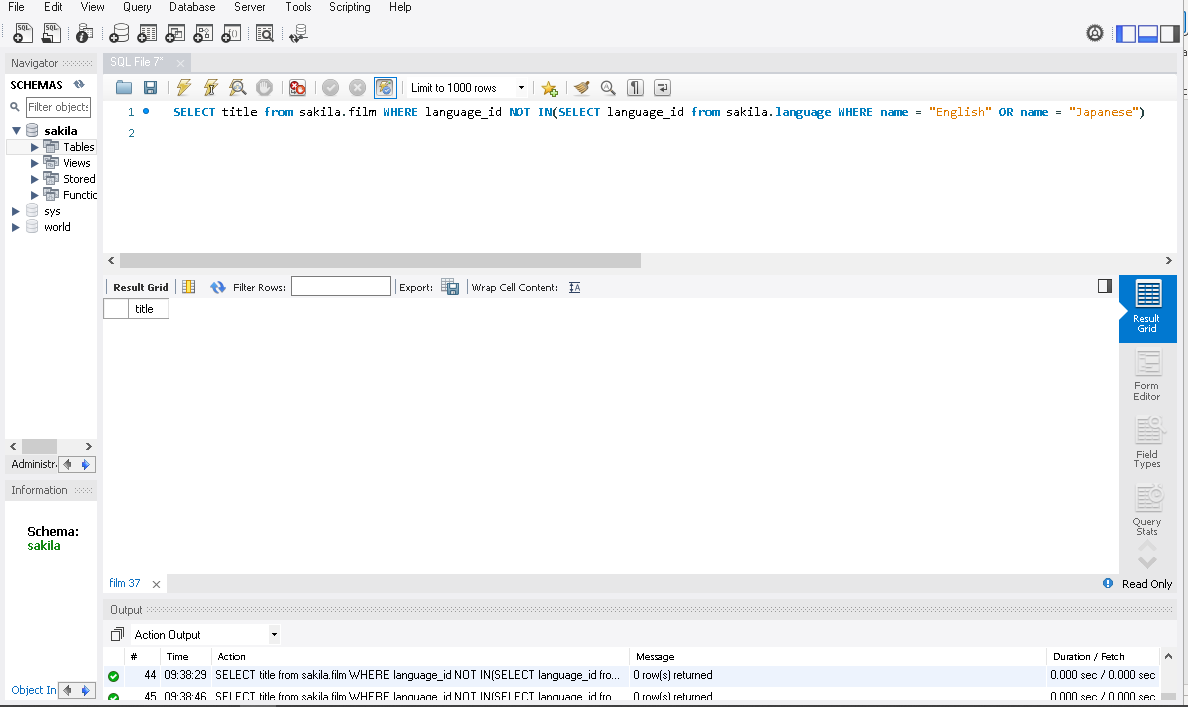 File Edit View Query Database Server Tools Scripting Help
Navigator
SCHEMAS
Filter objects
sakila
Tables
Views
Stored
Functio
sys
world
Administr
Information
Schema:
sakila
Object In
SQL File 7*
Limit to 1000 rows
1 SELECT title from sakila.film WHERE language_id NOT IN(SELECT language_id from sakila.language WHERE name = "English" OR name = "Japanese")
2
Result Grid Filter Rows: Export: Wrap Cell Content:
title
Result
Grid
Form
Editor
Field
Types
Query
Stats
film 37
Read Only
Output
Action Output
# Time Action Message Duration / Fetch
44 09:38:29 SELECT title from sakila.film WHERE language_id NOT IN(SELECT language_id fro... 0 row(s) returned 0.000 sec / 0.000 sec
45 09:38:46 SELECT title from sakila.film WHERE language_id NOT IN(SELECT language_id fro... 0 row(s) returned 0.000 sec / 0.000 sec